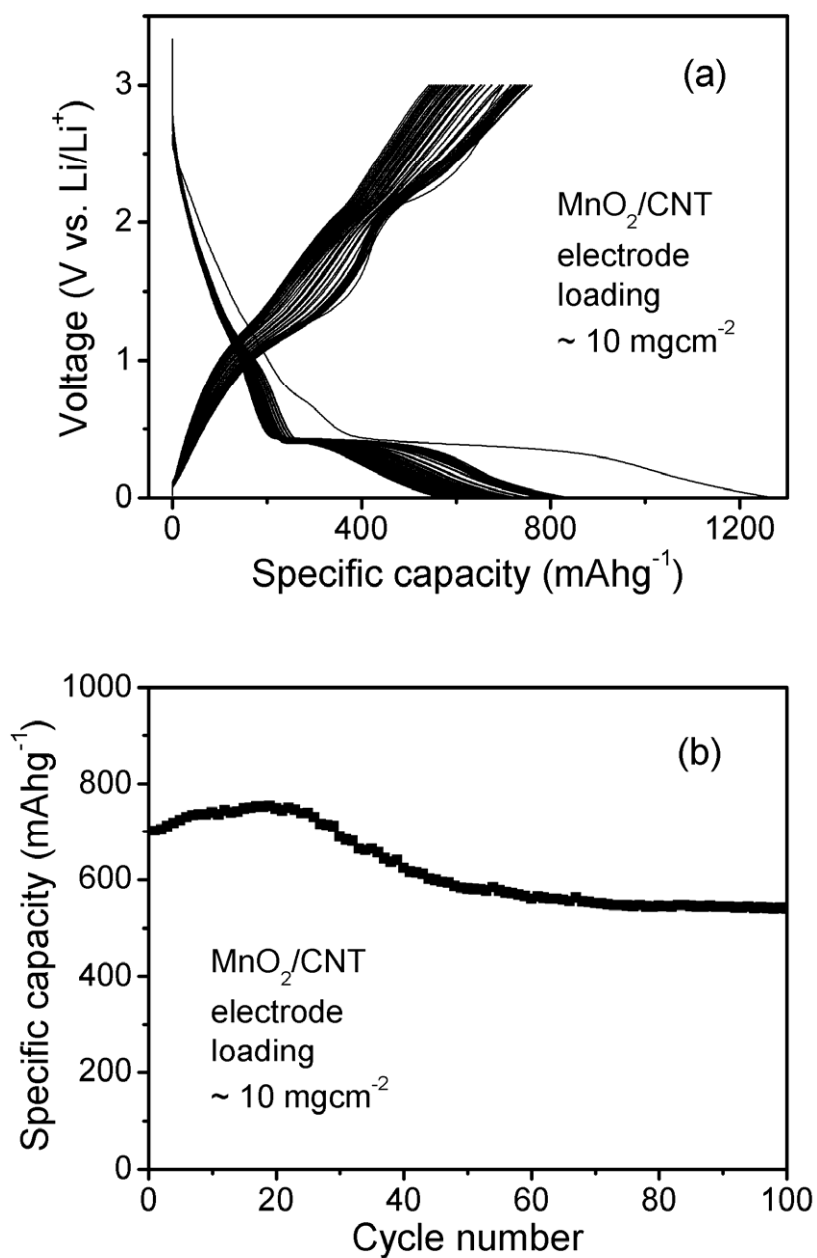 (a)
3
2
1
0
Voltage (V vs. Li/Li⁺)
MnO₂/CNT
electrode
loading
~ 10 mgcm⁻²
0 400 800 1200
Specific capacity (mAhg⁻¹)
(b)
1000
800
600
400
200
0
Specific capacity (mAhg⁻¹)
MnO₂/CNT
electrode
loading
~ 10 mgcm⁻²
0 20 40 60 80 100
Cycle number